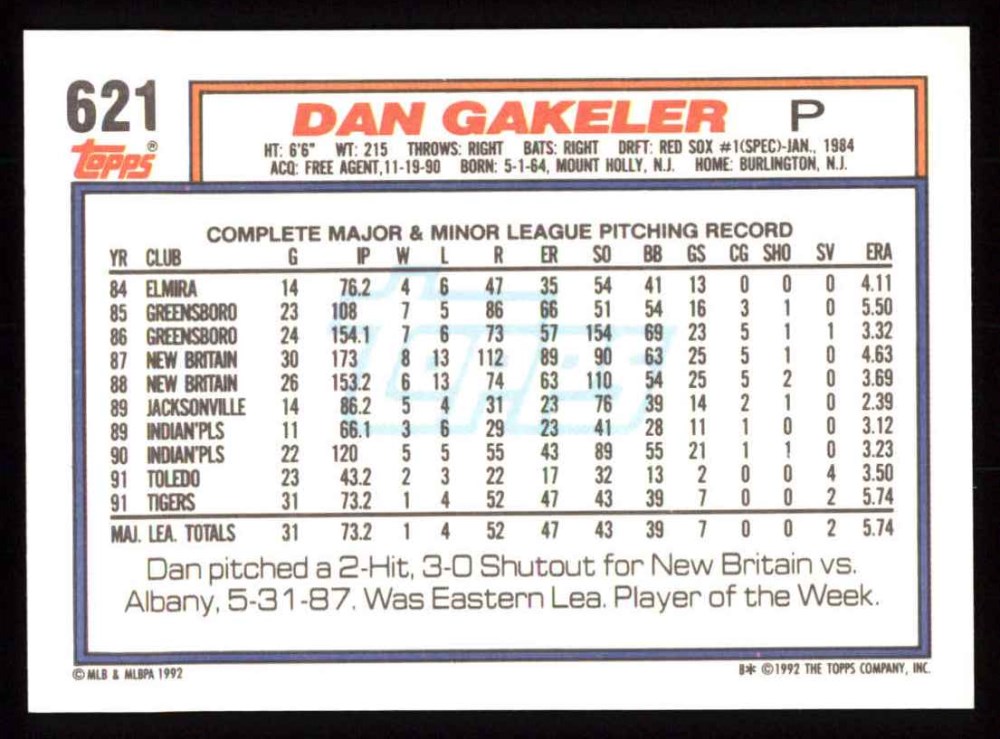 621
topps®
DAN GAKELER P
HT: 6'6" WT: 215 THROWS: RIGHT BATS: RIGHT DRFT: RED SOX #1(SPEC)-JAN., 1984
ACQ: FREE AGENT,11-19-90 BORN: 5-1-64, MOUNT HOLLY, N.J. HOME: BURLINGTON, N.J.
COMPLETE MAJOR & MINOR LEAGUE PITCHING RECORD
YR CLUB G IP W L R ER SO BB GS CG SHO SV ERA
84 ELMIRA 14 76.2 4 6 47 35 54 41 13 0 0 0 4.11
85 GREENSBORO 23 108 7 5 86 66 51 54 16 3 1 0 5.50
86 GREENSBORO 24 154.1 7 6 73 57 154 69 23 5 1 1 3.32
87 NEW BRITAIN 30 173 8 13 112 89 90 63 25 5 1 0 4.63
88 NEW BRITAIN 26 153.2 6 13 74 63 110 54 25 5 2 0 3.69
89 JACKSONVILLE 14 86.2 5 4 31 23 76 39 14 2 1 0 2.39
89 INDIAN'PLS 11 66.1 3 6 29 23 41 28 11 1 0 0 3.12
90 INDIAN'PLS 22 120 5 5 55 43 89 55 21 1 1 0 3.23
91 TOLEDO 23 43.2 2 3 22 17 32 13 2 0 0 4 3.50
91 TIGERS 31 73.2 1 4 52 47 43 39 7 0 0 2 5.74
MAJ. LEA. TOTALS 31 73.2 1 4 52 47 43 39 7 0 0 2 5.74
Topps
Dan pitched a 2-Hit, 3-0 Shutout for New Britain vs.
Albany, 5-31-87. Was Eastern Lea. Player of the Week.
© MLB & MLBPA 1992 B* ©1992 THE TOPPS COMPANY, INC.